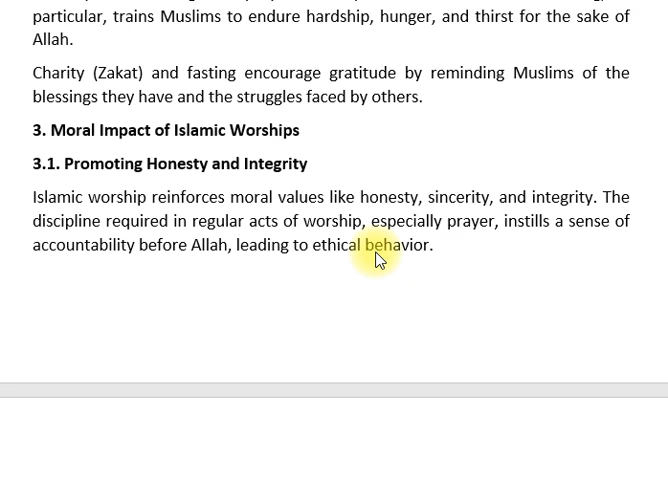 particular, trains Muslims to endure hardship, hunger, and thirst for the sake of
Allah.
Charity (Zakat) and fasting encourage gratitude by reminding Muslims of the
blessings they have and the struggles faced by others.
3. Moral Impact of Islamic Worships
3.1. Promoting Honesty and Integrity
Islamic worship reinforces moral values like honesty, sincerity, and integrity. The
discipline required in regular acts of worship, especially prayer, instills a sense of
accountability before Allah, leading to ethical behavior.